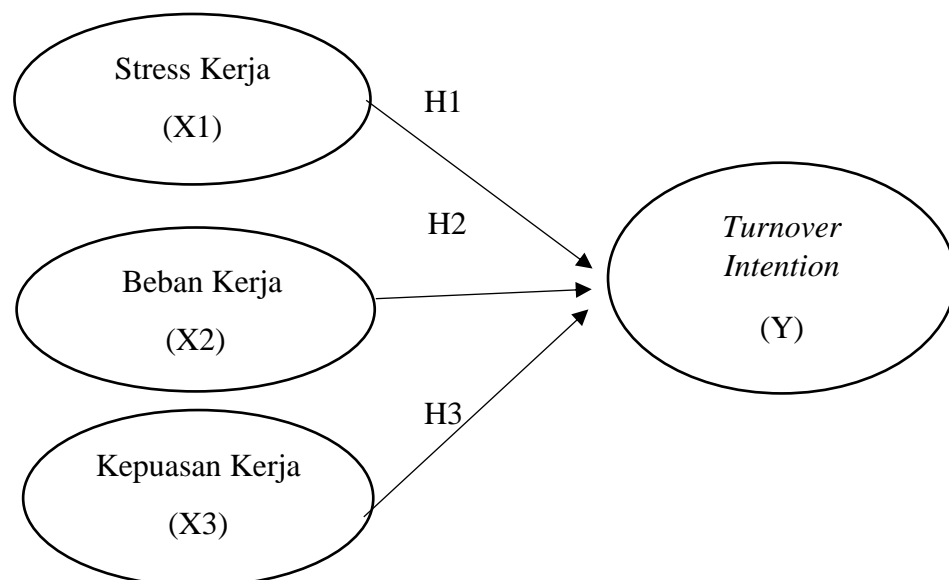 Stress Kerja
(X1)
H1
H2
Turnover
Intention
(Y)
Beban Kerja
(X2)
H3
Kepuasan Kerja
(X3)